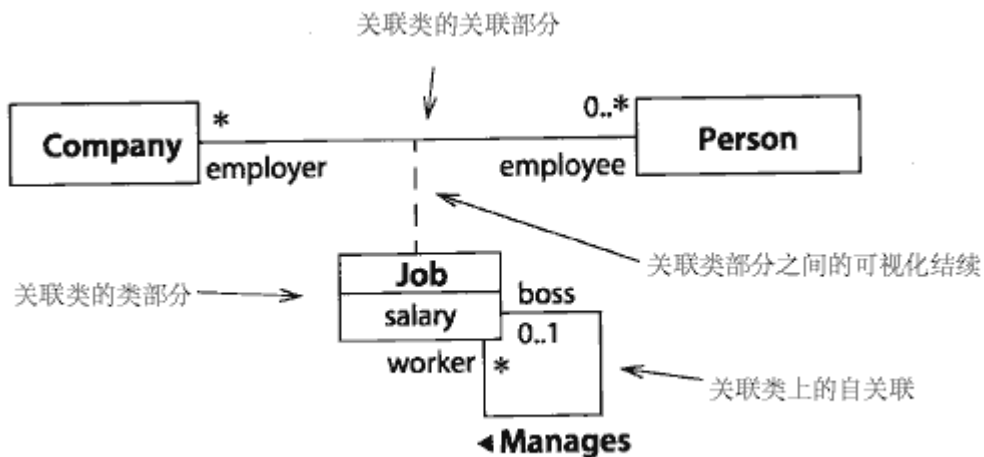 关联类的关联部分
Company
*
employer
0..*
employee
Person
关联类部分之间的可视化结续
关联类的类部分
Job
salary
boss
0..1
worker
*
关联类上的自关联
◄Manages